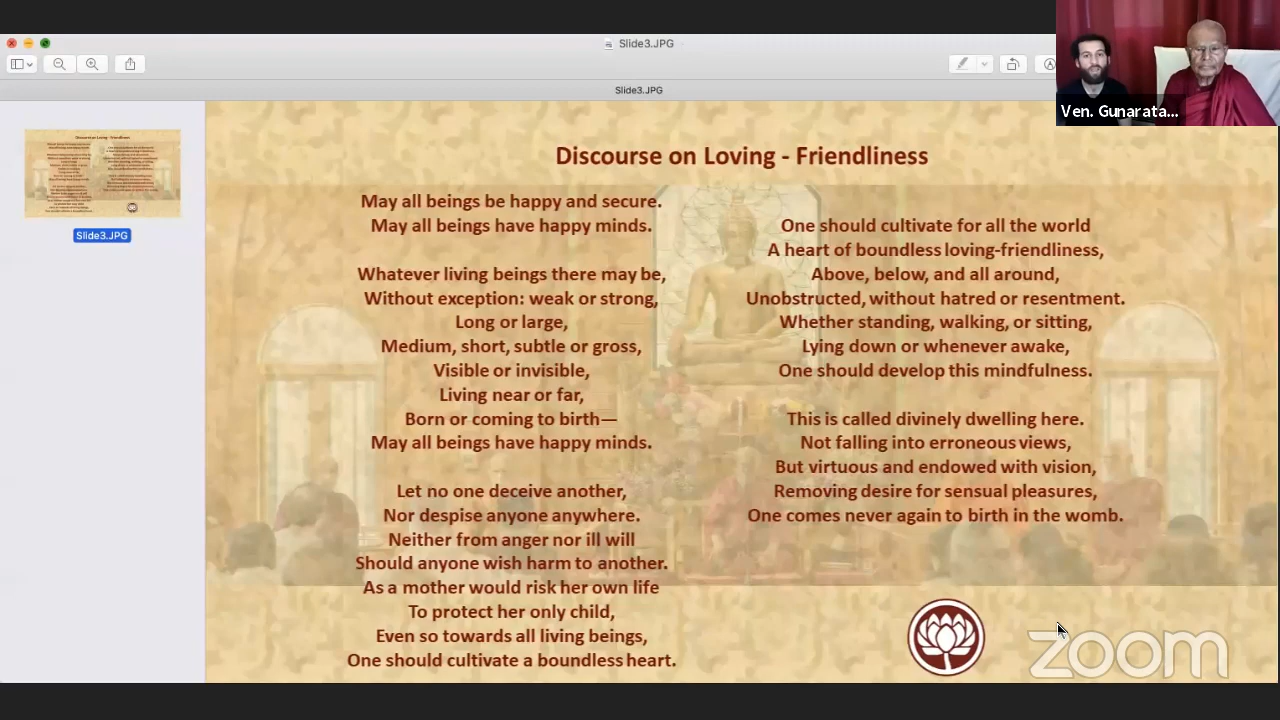 Slide3.JPG
Slide3.JPG
Ven. Gunarata...
Slide3.JPG
Discourse on Loving - Friendliness
May all beings be happy and secure.
May all beings have happy minds.
Whatever living beings there may be,
Without exception: weak or strong,
Long or large,
Medium, short, subtle or gross,
Visible or invisible,
Living near or far,
Born or coming to birth—
May all beings have happy minds.
Let no one deceive another,
Nor despise anyone anywhere.
Neither from anger nor ill will
Should anyone wish harm to another.
As a mother would risk her own life
To protect her only child,
Even so towards all living beings,
One should cultivate a boundless heart.
One should cultivate for all the world
A heart of boundless loving-friendliness,
Above, below, and all around,
Unobstructed, without hatred or resentment.
Whether standing, walking, or sitting,
Lying down or whenever awake,
One should develop this mindfulness.
This is called divinely dwelling here.
Not falling into erroneous views,
But virtuous and endowed with vision,
Removing desire for sensual pleasures,
One comes never again to birth in the womb.
zoom